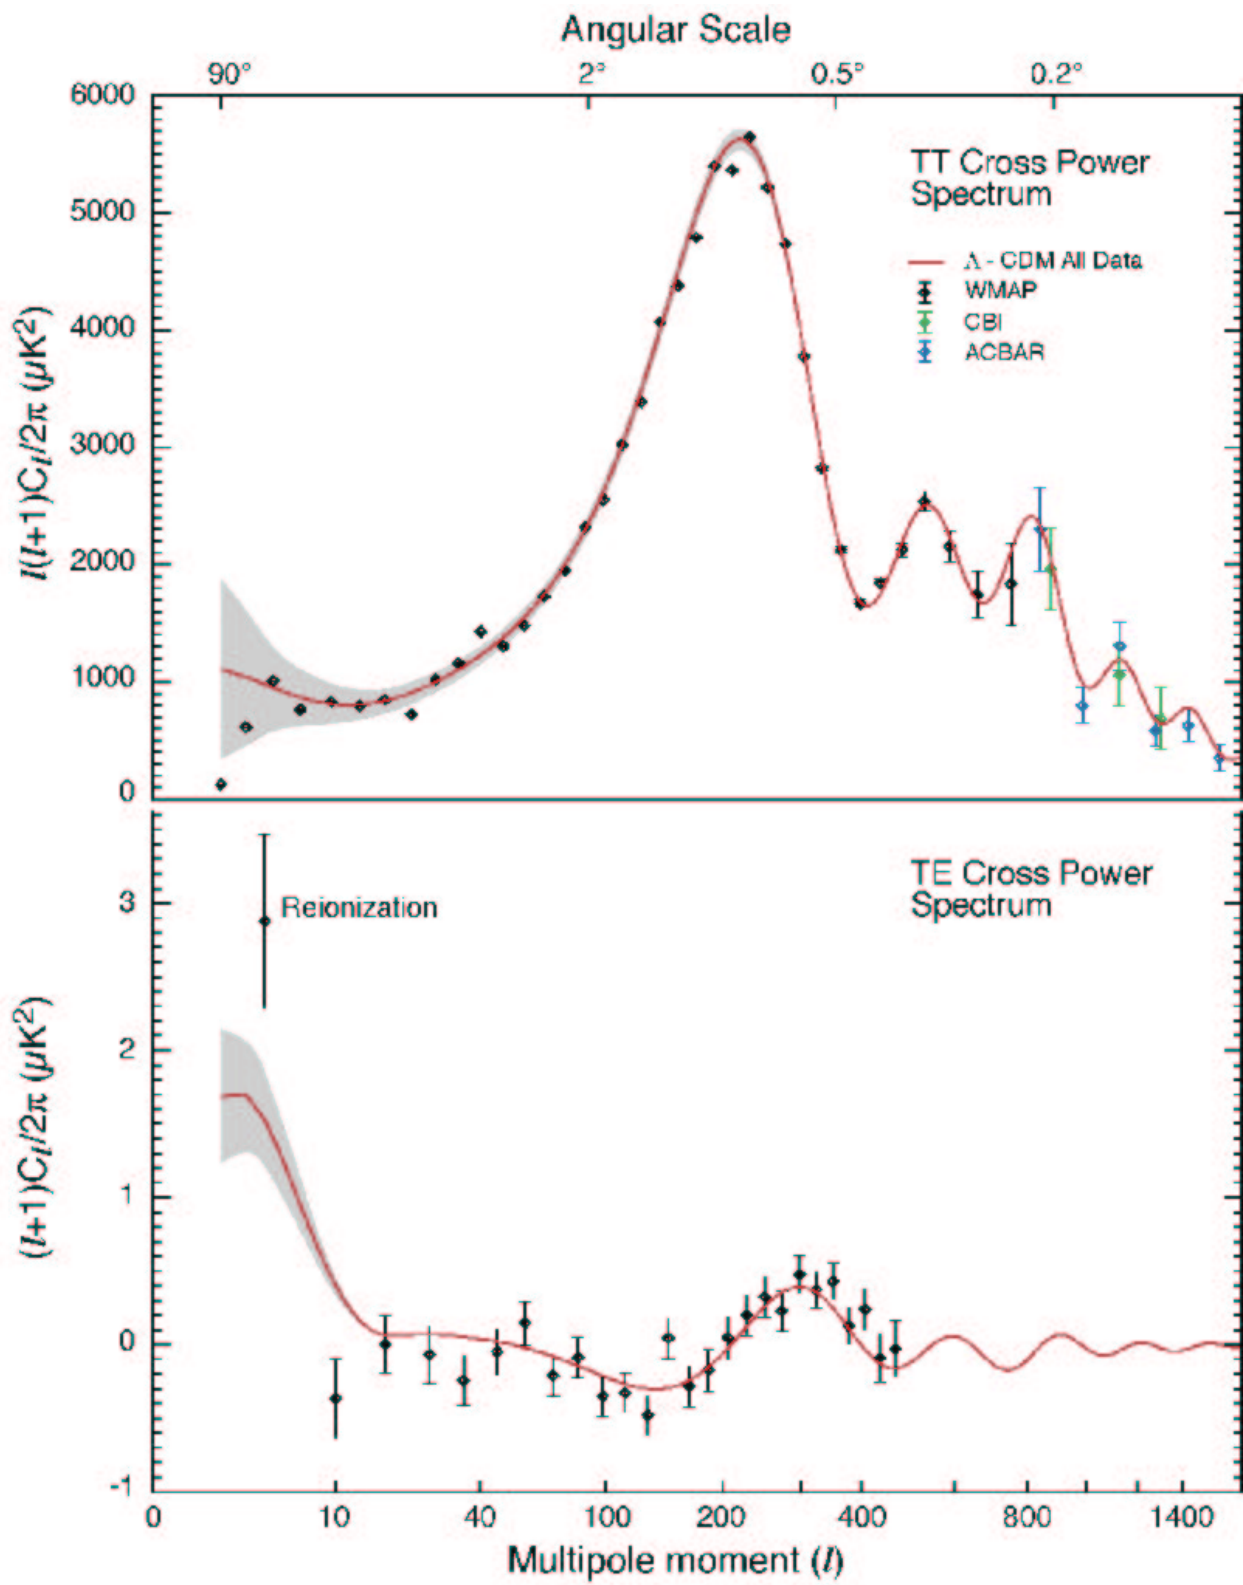 Angular Scale
90° 2° 0.5° 0.2°
6000
5000
4000
3000
2000
1000
0
l(l+1)Cl/2π (μK²)
TT Cross Power
Spectrum
Λ - CDM All Data
WMAP
CBI
ACBAR
3
2
1
0
-1
(l+1)Cl/2π (μK²)
Reionization
TE Cross Power
Spectrum
0 10 40 100 200 400 800 1400
Multipole moment (l)